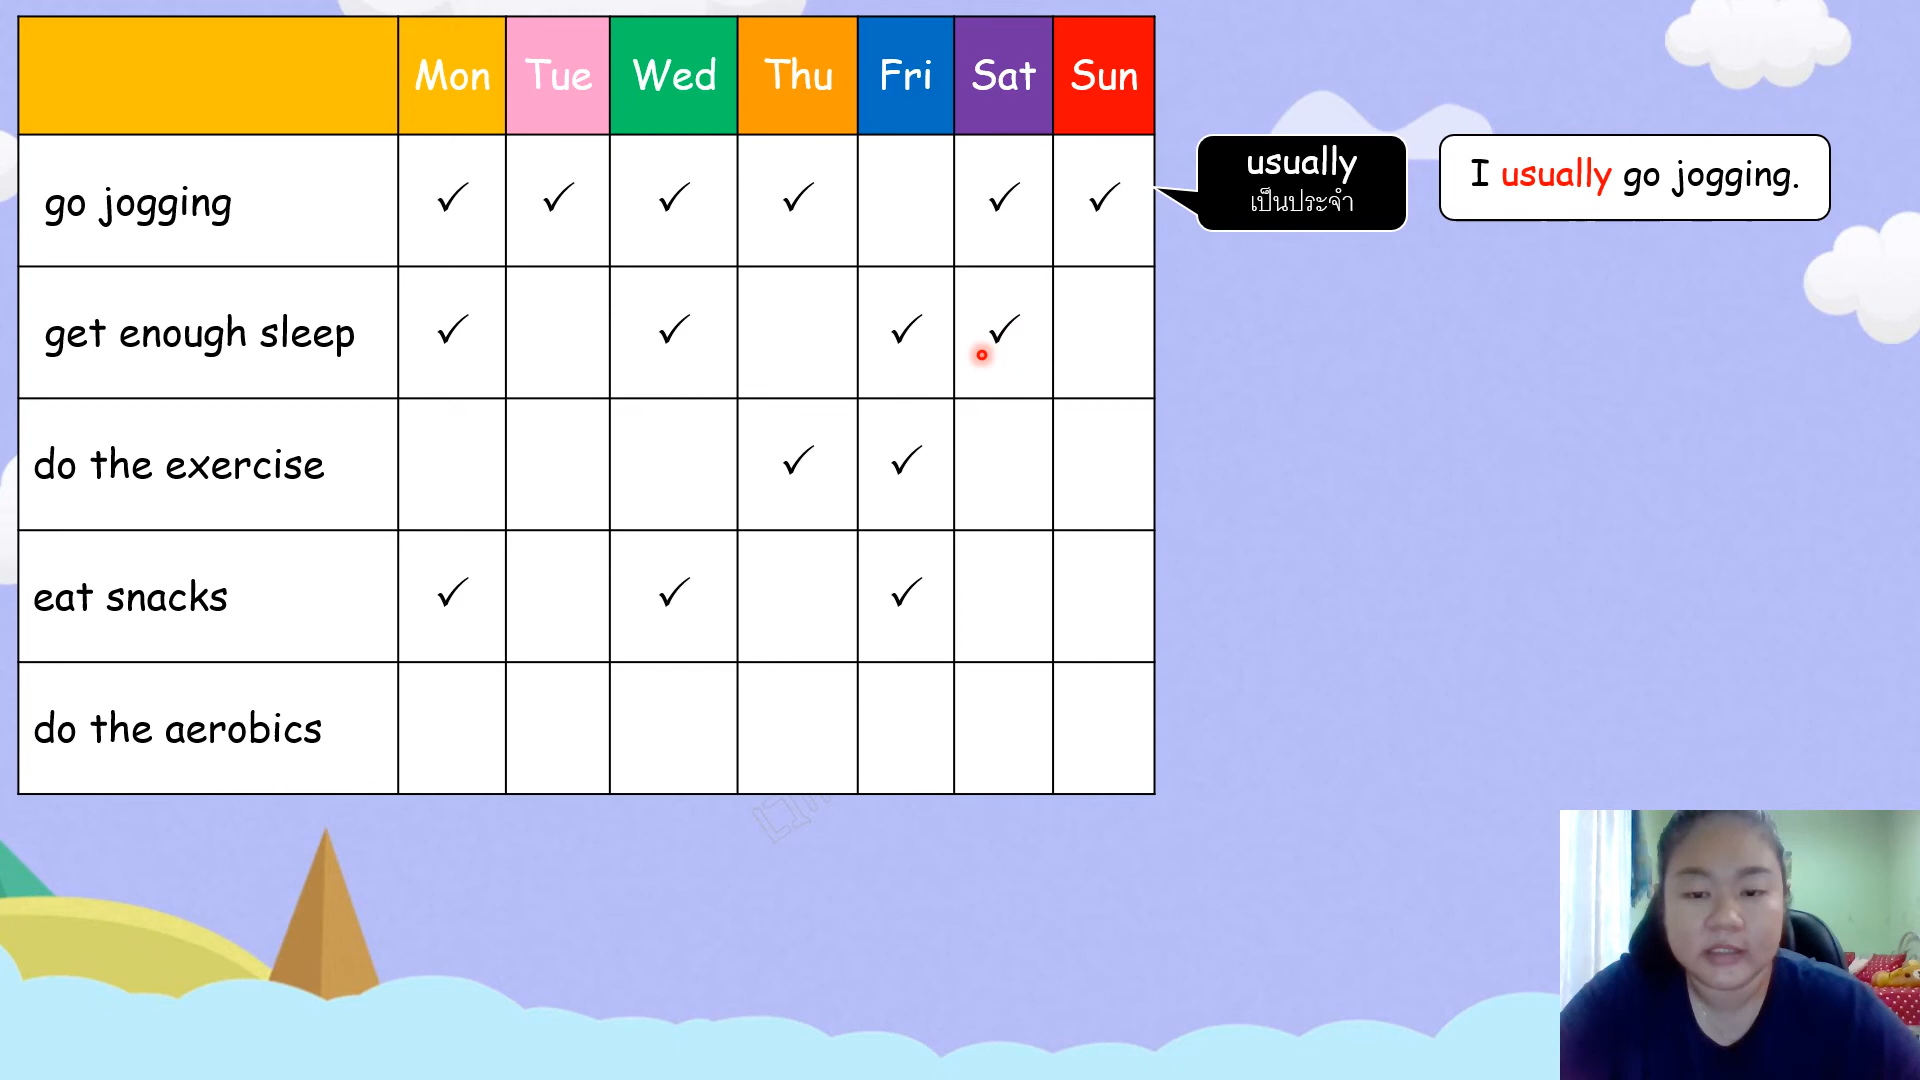 Mon Tue Wed Thu Fri Sat Sun
go jogging ✓ ✓ ✓ ✓ ✓ ✓
usually
เป็นประจำ
I usually go jogging.
get enough sleep ✓ ✓ ✓ ✓
do the exercise ✓ ✓
eat snacks ✓ ✓ ✓
do the aerobics